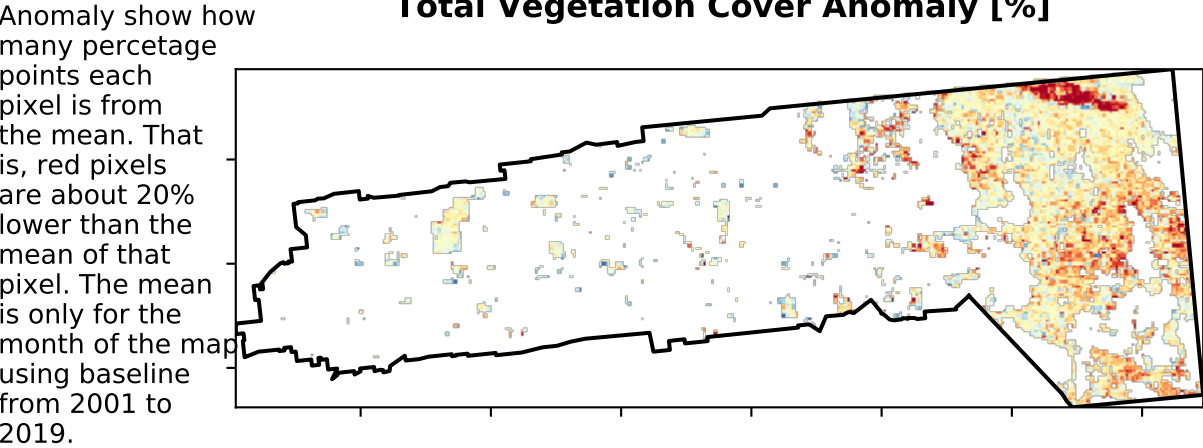 Total Vegetation Cover Anomaly [%]
Anomaly show how
many percetage
points each
pixel is from
the mean. That
is, red pixels
are about 20%
lower than the
mean of that
pixel. The mean
is only for the
month of the map
using baseline
from 2001 to
2019.